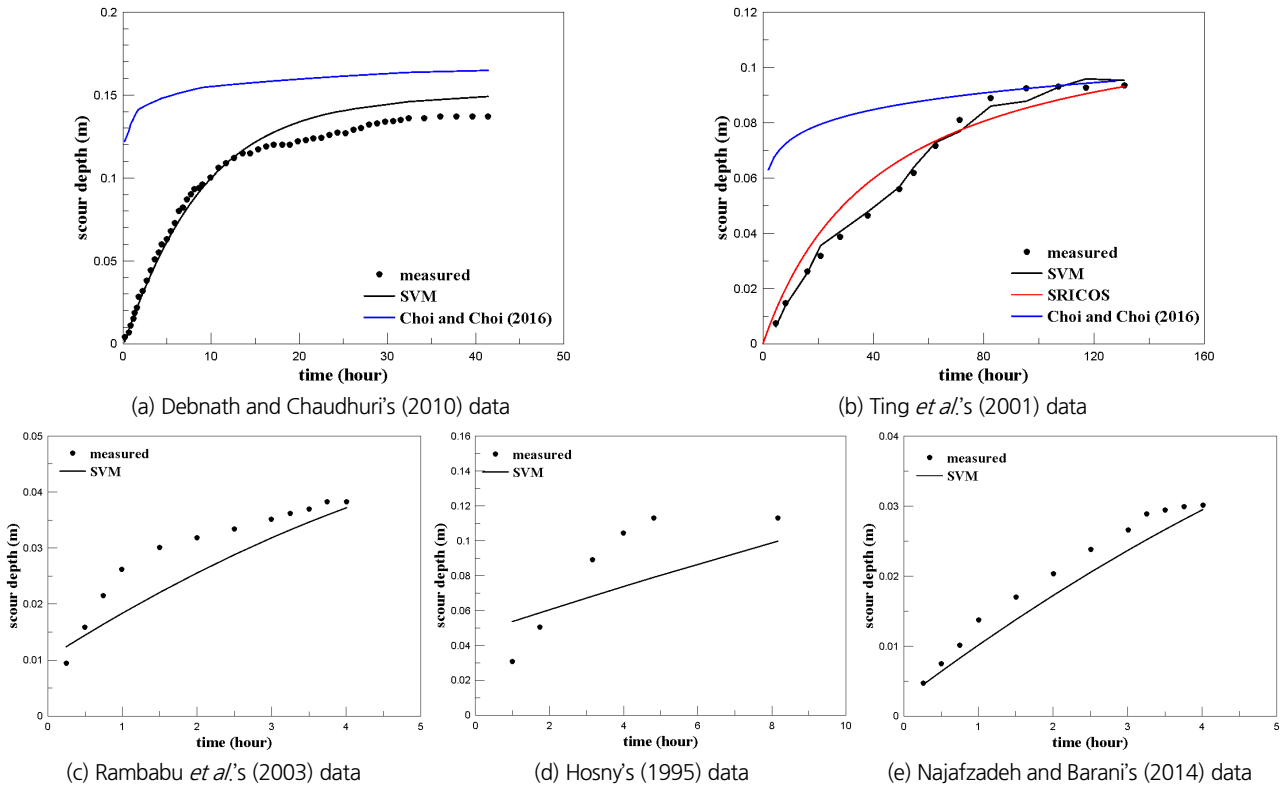 0.2
0.15
0.1
0.05
0
scour depth (m)
measured
SVM
Choi and Choi (2016)
0 10 20 30 40 50
time (hour)
(a) Debnath and Chaudhuri's (2010) data
0.12
0.1
0.08
0.06
0.04
0.02
0
scour depth (m)
measured
SVM
SRICOS
Choi and Choi (2016)
0 40 80 120 160
time (hour)
(b) Ting et al.'s (2001) data
0.05
0.04
0.03
0.02
0.01
0
scour depth (m)
measured
SVM
0 1 2 3 4 5
time (hour)
(c) Rambabu et al.'s (2003) data
0.16
0.14
0.12
0.1
0.08
0.06
0.04
0.02
0
scour depth (m)
measured
SVM
0 2 4 6 8 10
time (hour)
(d) Hosny's (1995) data
0.04
0.03
0.02
0.01
0
scour depth (m)
measured
SVM
0 1 2 3 4 5
time (hour)
(e) Najafzadeh and Barani's (2014) data